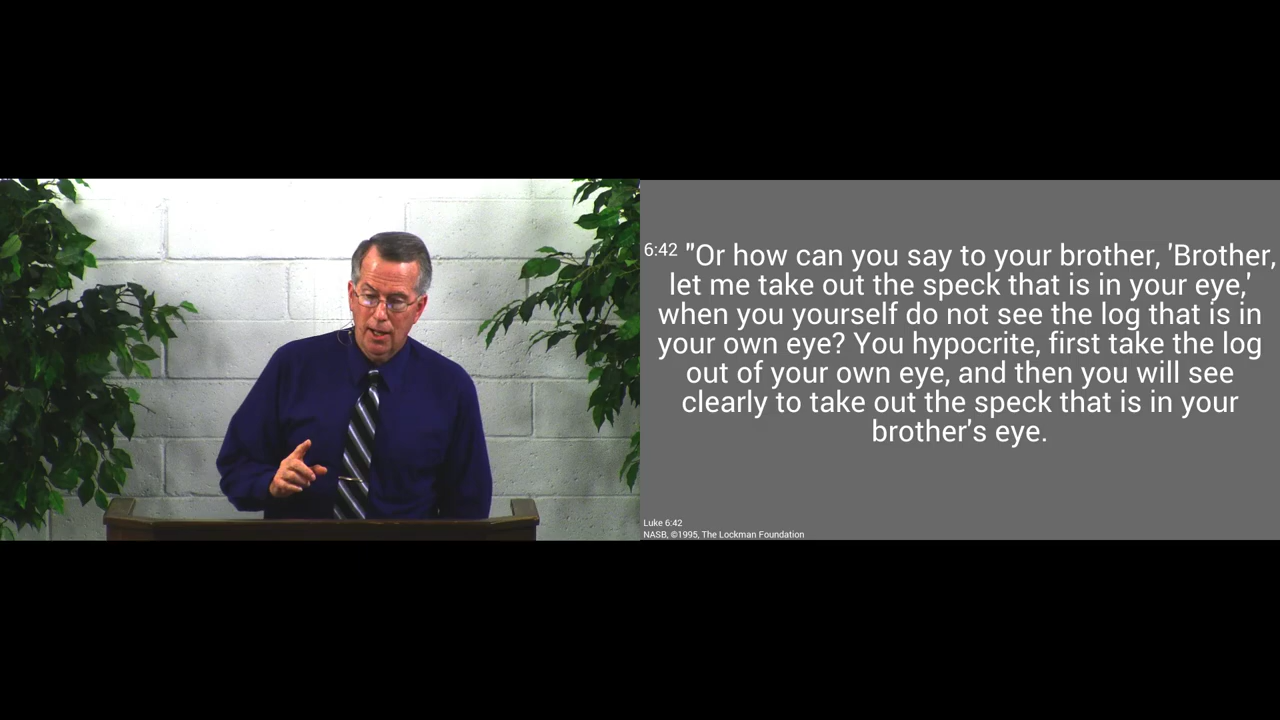 6:42 "Or how can you say to your brother, 'Brother,
let me take out the speck that is in your eye,'
when you yourself do not see the log that is in
your own eye? You hypocrite, first take the log
out of your own eye, and then you will see
clearly to take out the speck that is in your
brother's eye.
Luke 6:42
NASB, ©1995, The Lockman Foundation